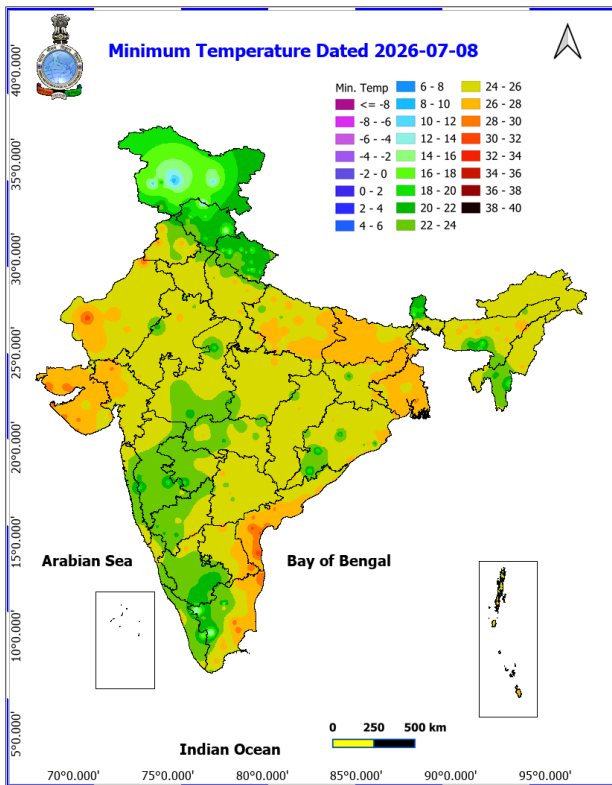 Minimum Temperature Dated 2026-07-08
Min. Temp
<= -8
-8 - -6
-6 - -4
-4 - -2
-2 - 0
0 - 2
2 - 4
4 - 6
6 - 8
8 - 10
10 - 12
12 - 14
14 - 16
16 - 18
18 - 20
20 - 22
22 - 24
24 - 26
26 - 28
28 - 30
30 - 32
32 - 34
34 - 36
36 - 38
38 - 40
40°0.000'
35°0.000'
30°0.000'
25°0.000'
20°0.000'
15°0.000'
10°0.000'
5°0.000'
Arabian Sea
Bay of Bengal
Indian Ocean
0 250 500 km
70°0.000' 75°0.000' 80°0.000' 85°0.000' 90°0.000' 95°0.000'